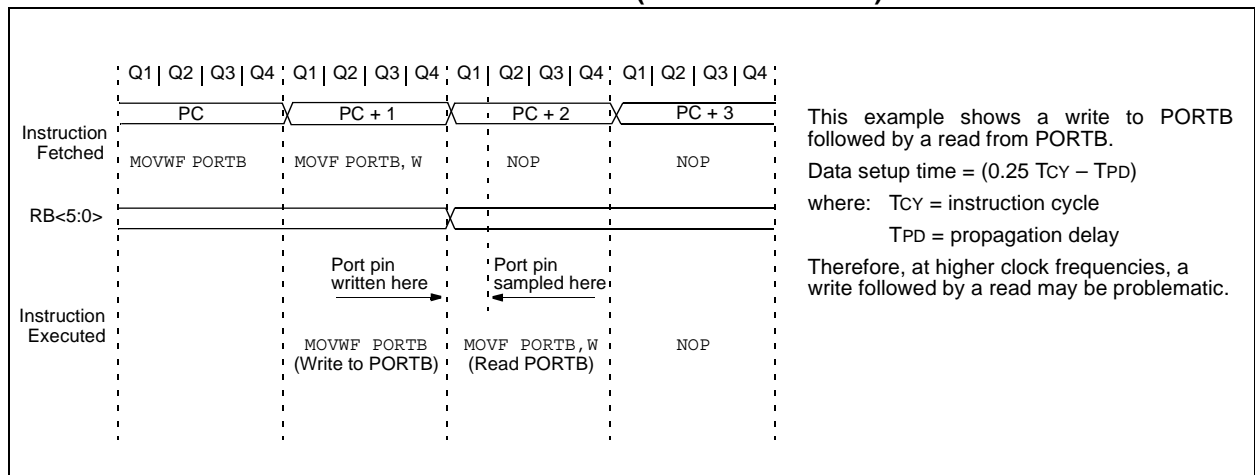 Q1 | Q2 | Q3 | Q4 Q1 | Q2 | Q3 | Q4 Q1 | Q2 | Q3 | Q4 Q1 | Q2 | Q3 | Q4
PC PC + 1 PC + 2 PC + 3
Instruction
Fetched
MOVWF PORTB MOVF PORTB, W NOP NOP
RB<5:0>
Port pin
written here
Port pin
sampled here
Instruction
Executed
MOVWF PORTB
(Write to PORTB)
MOVF PORTB,W
(Read PORTB)
NOP
This example shows a write to PORTB
followed by a read from PORTB.
Data setup time = (0.25 TCY – TPD)
where: TCY = instruction cycle
TPD = propagation delay
Therefore, at higher clock frequencies, a
write followed by a read may be problematic.